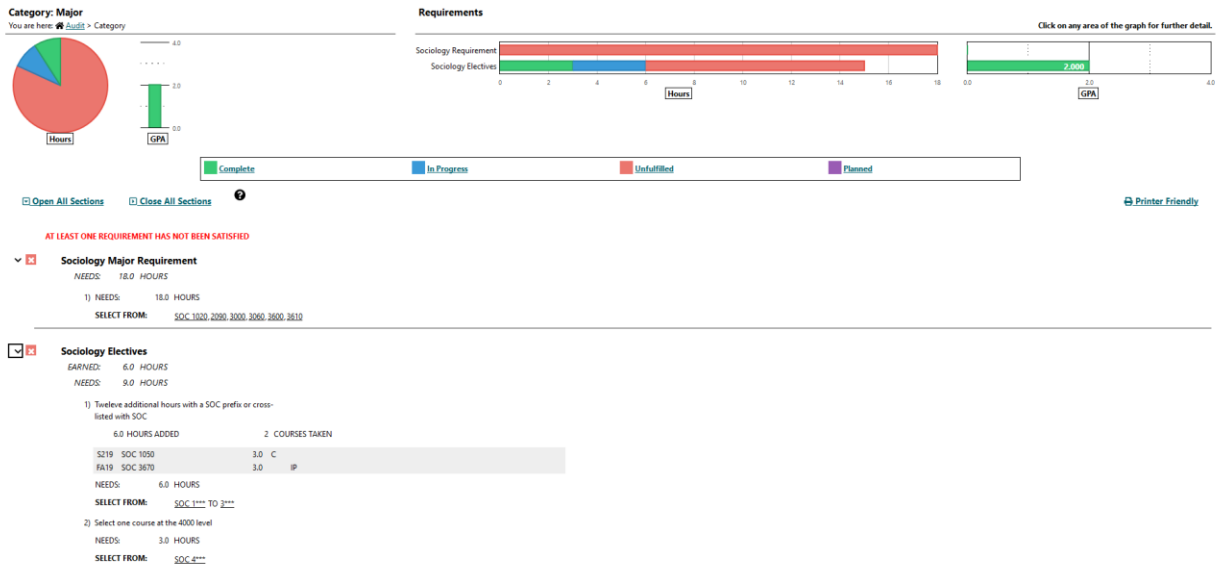 Category: Major
You are here: Audit > Category
4.0
2.0
0.0
Hours
GPA
Requirements
Click on any area of the graph for further detail.
Sociology Requirement
Sociology Electives
0 2 4 6 8 10 12 14 16 18
Hours
2.000
0.0 2.0 4.0
GPA
Complete In Progress Unfulfilled Planned
Open All Sections Close All Sections ? Printer Friendly
AT LEAST ONE REQUIREMENT HAS NOT BEEN SATISFIED
Sociology Major Requirement
NEEDS: 18.0 HOURS
1) NEEDS: 18.0 HOURS
SELECT FROM: SOC 1020, 2090, 3000, 3060, 3600, 3610
Sociology Electives
EARNED: 6.0 HOURS
NEEDS: 9.0 HOURS
1) Tweleve additional hours with a SOC prefix or cross-
listed with SOC
6.0 HOURS ADDED 2 COURSES TAKEN
S219 SOC 1050 3.0 C
FA19 SOC 3670 3.0 IP
NEEDS: 6.0 HOURS
SELECT FROM: SOC 1*** TO 3***
2) Select one course at the 4000 level
NEEDS: 3.0 HOURS
SELECT FROM: SOC 4***